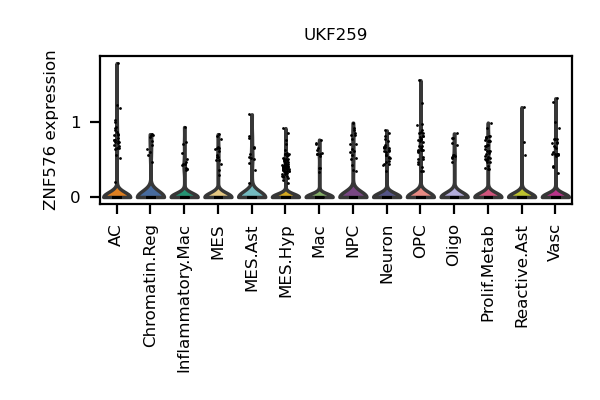 UKF259
ZNF576 expression
1
0
AC
Chromatin.Reg
Inflammatory.Mac
MES
MES.Ast
MES.Hyp
Mac
NPC
Neuron
OPC
Oligo
Prolif.Metab
Reactive.Ast
Vasc